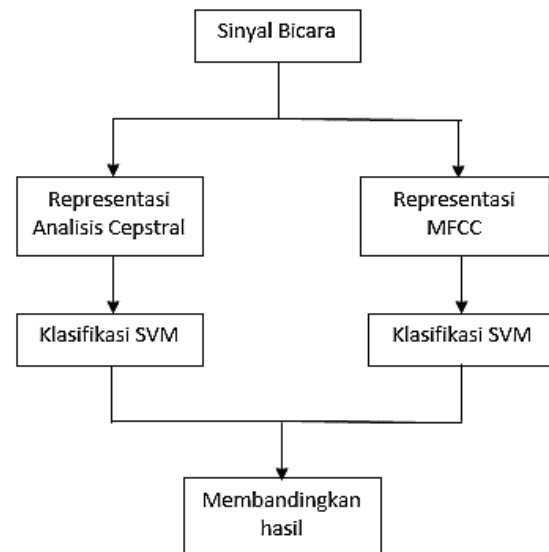 Sinyal Bicara
Representasi
Analisis Cepstral
Representasi
MFCC
Klasifikasi SVM
Klasifikasi SVM
Membandingkan
hasil